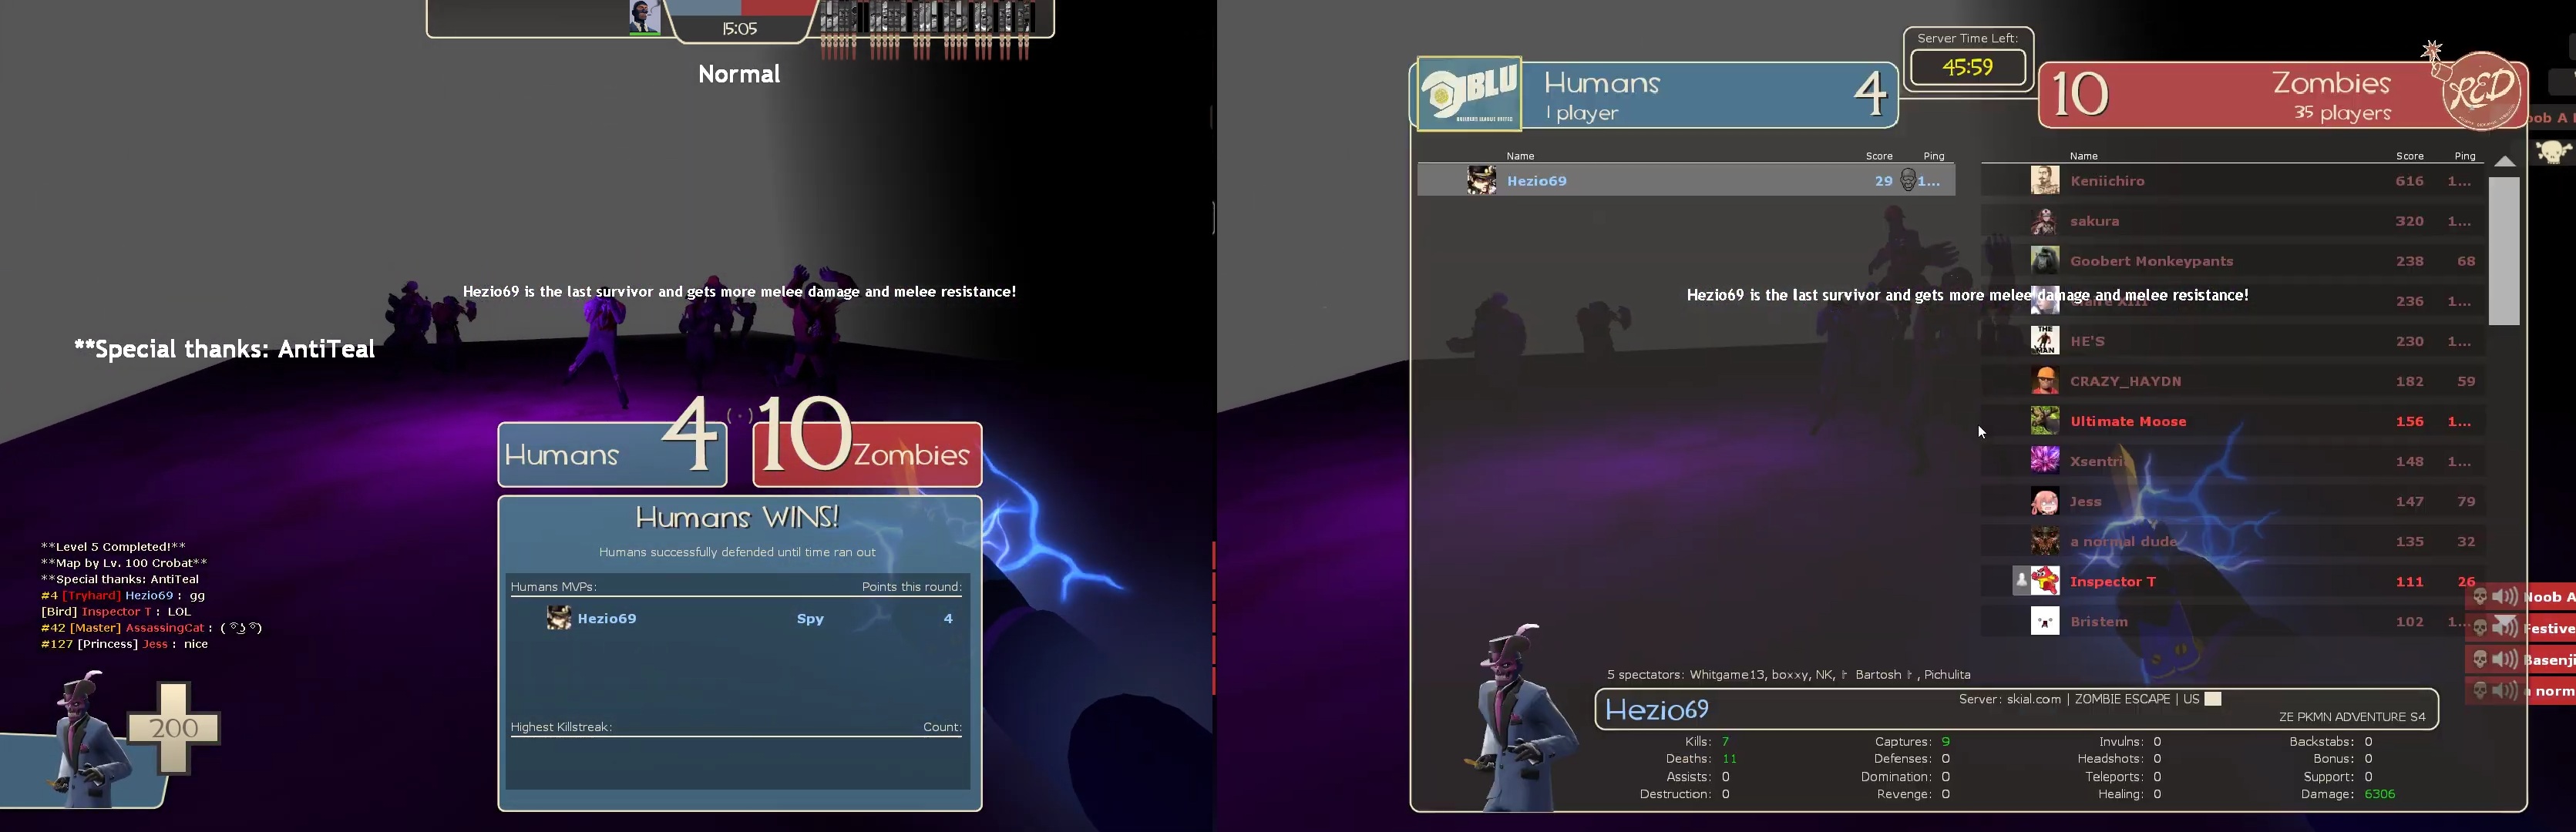 15:05
Normal
Hezio69 is the last survivor and gets more melee damage and melee resistance!
**Special thanks: AntiTeal
Humans 4 10 Zombies
Humans WINS!
Humans successfully defended until time ran out
Humans MVPs: Points this round:
Hezio69 Spy 4
Highest Killstreak: Count:
**Level 5 Completed!**
**Map by Lv. 100 Crobat**
**Special thanks: AntiTeal
#4 [Tryhard] Hezio69 : gg
[Bird] Inspector T : LOL
#42 [Master] AssassingCat : ( ͡° ͜ʖ ͡°)
#127 [Princess] Jess : nice
200
Server Time Left:
45:59
BLU
Humans 4
1 player
10 Zombies
35 players
RED
Name Score Ping
Hezio69 29 1...
Name Score Ping
Keniichiro 616 1...
sakura 320 1...
Goobert Monkeypants 238 68
236 1...
Hezio69 is the last survivor and gets more melee damage and melee resistance!
THE MAN
HE'S 230 1...
CRAZY_HAYDN 182 59
Ultimate Moose 156 1...
Xsentri 148 1...
Jess 147 79
a normal dude 135 32
Inspector T 111 26
Bristem 102 1...
oob A
Noob A
Festive
Basenji
a norm
5 spectators: Whitgame13, boxxy, NK, ⊦ Bartosh ⊦ , Pichulita
Hezio69
Server: skial.com | ZOMBIE ESCAPE | US
ZE PKMN ADVENTURE S4
Kills: 7 Captures: 9 Invulns: 0 Backstabs: 0
Deaths: 11 Defenses: 0 Headshots: 0 Bonus: 0
Assists: 0 Domination: 0 Teleports: 0 Support: 0
Destruction: 0 Revenge: 0 Healing: 0 Damage: 6306